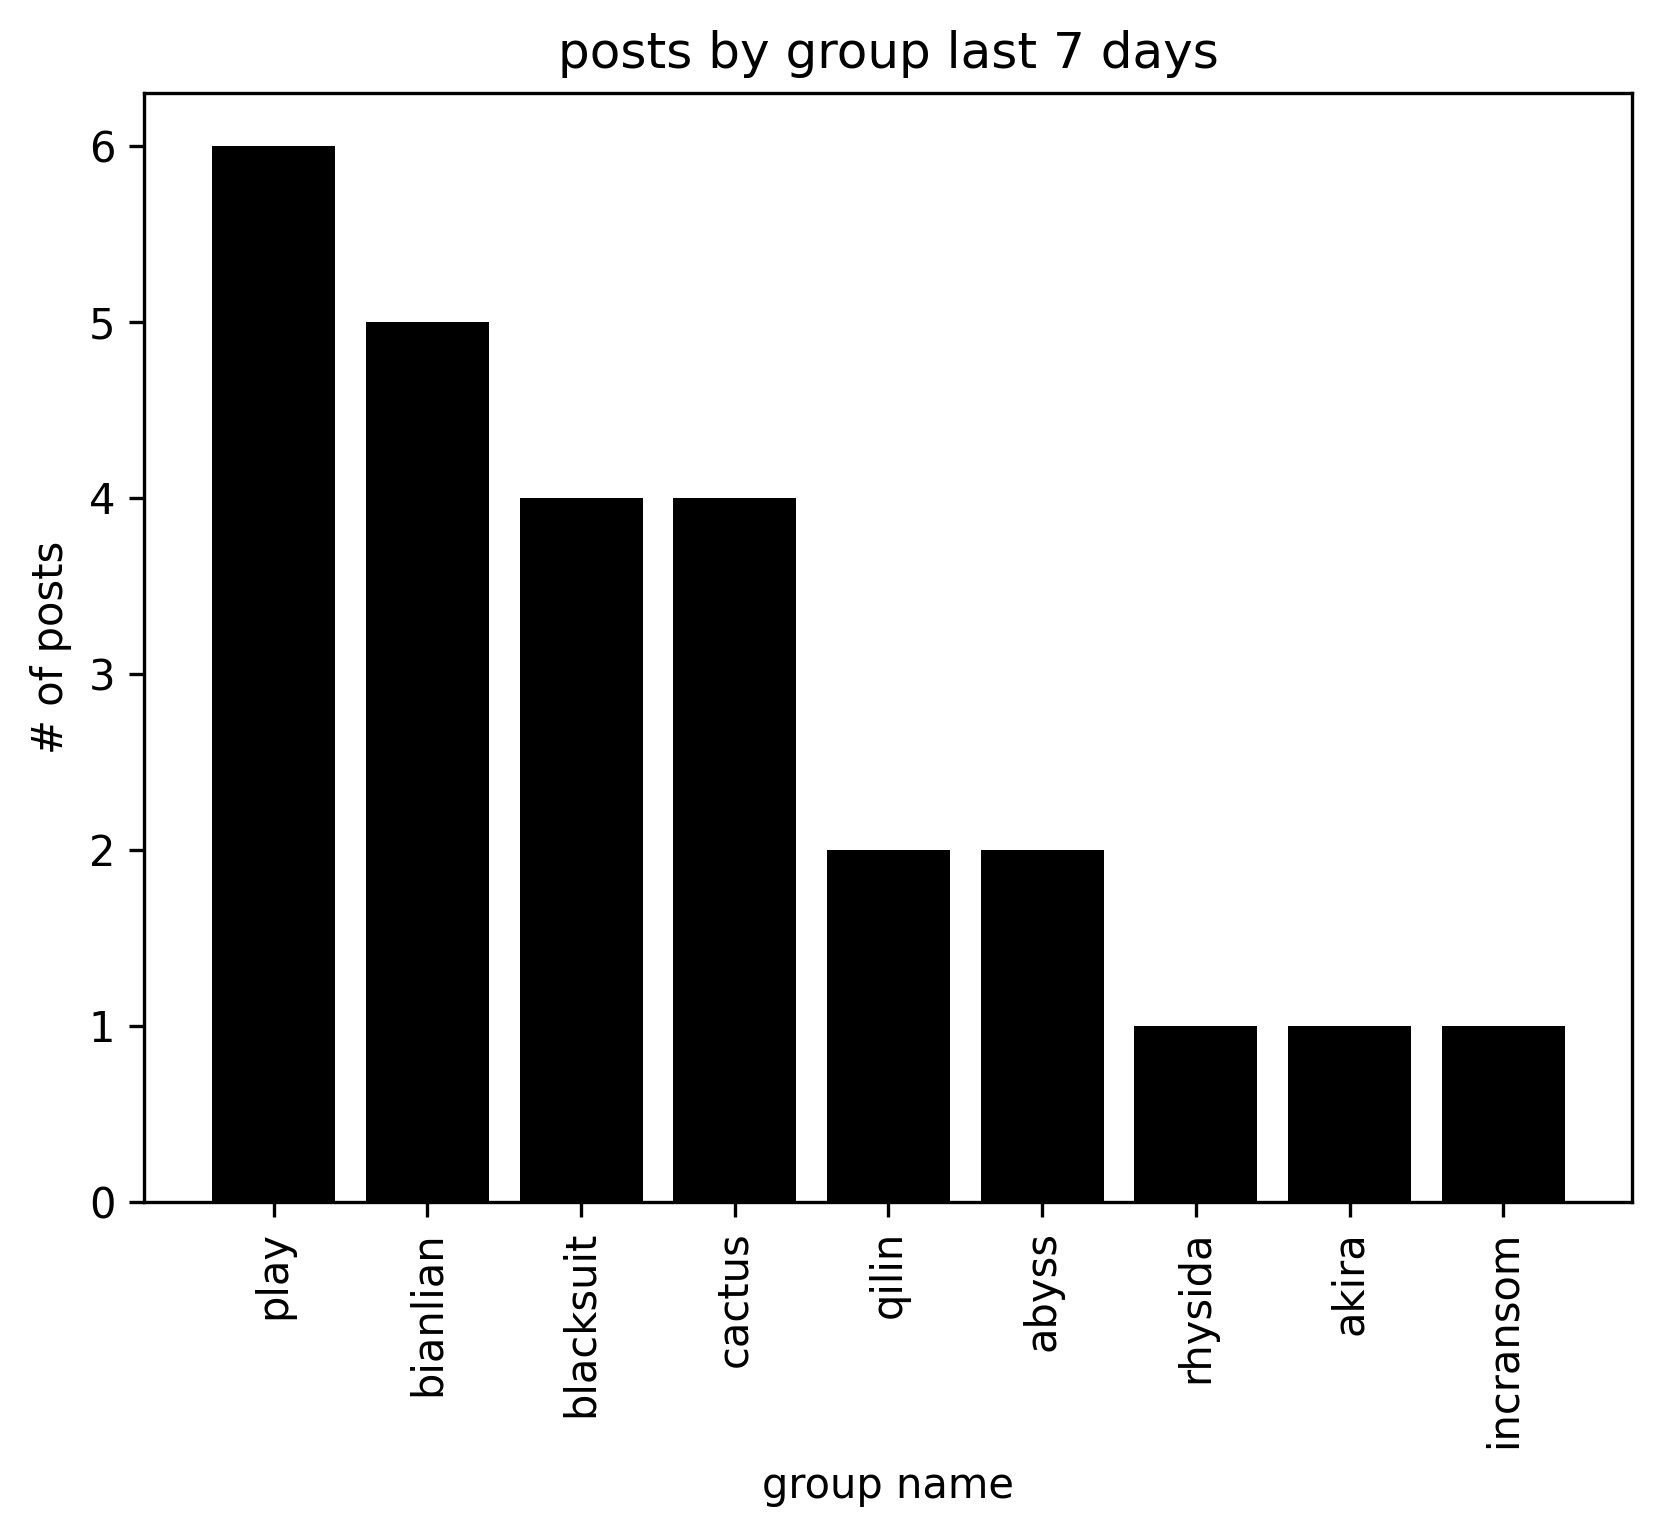 posts by group last 7 days
6
5
4
3
2
1
0
# of posts
play
bianlian
blacksuit
cactus
qilin
abyss
rhysida
akira
incransom
group name